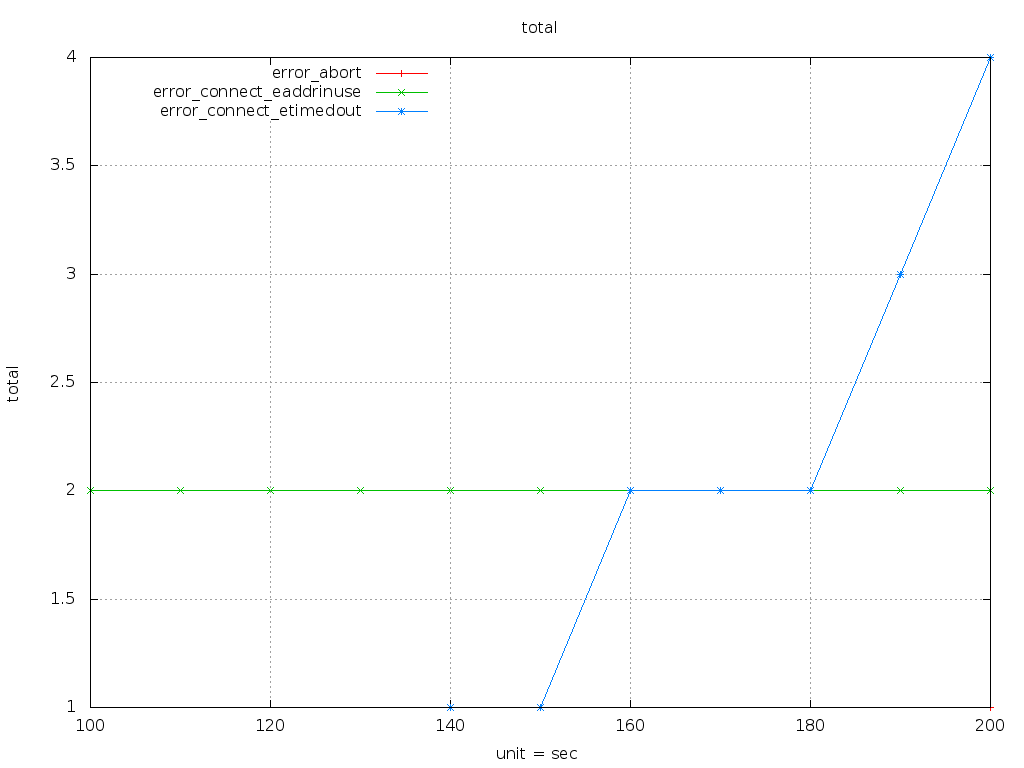 total
4
error_abort
error_connect_eaddrinuse
error_connect_etimedout
3.5
3
2.5
total
2
1.5
1
100 120 140 160 180 200
unit = sec